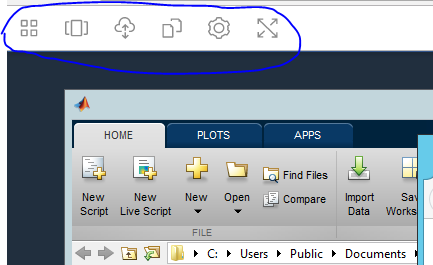 HOME PLOTS APPS
New Script
New Live Script
New
Open
Find Files
Compare
Import Data
FILE
C: Users Public Documents